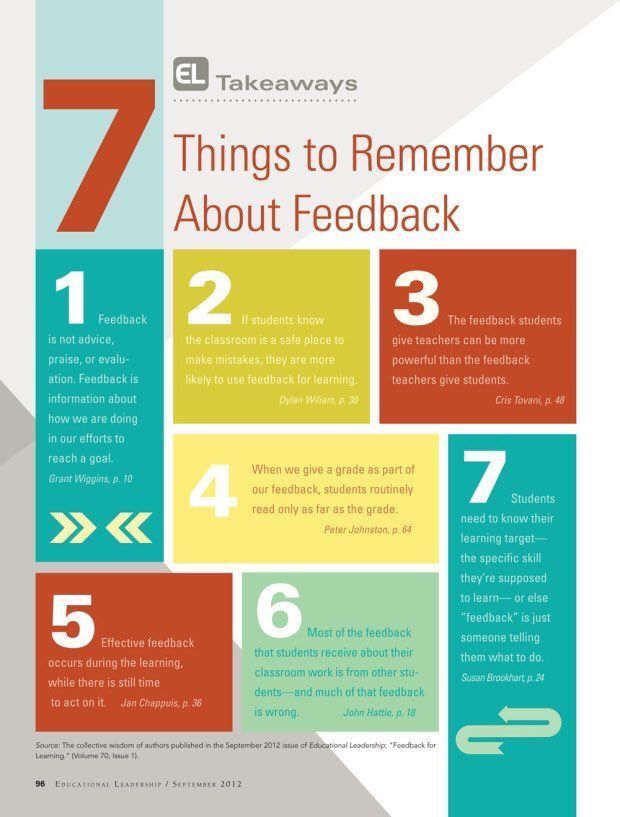 EL Takeaways
7 Things to Remember
About Feedback
1 Feedback
is not advice,
praise, or evalu-
ation. Feedback is
information about
how we are doing
in our efforts to
reach a goal.
Grant Wiggins, p. 10
2 If students know
the classroom is a safe place to
make mistakes, they are more
likely to use feedback for learning.
Dylan Wiliam, p. 30
3 The feedback students
give teachers can be more
powerful than the feedback
teachers give students.
Cris Tovani, p. 48
4 When we give a grade as part of
our feedback, students routinely
read only as far as the grade.
Peter Johnston, p. 64
5 Effective feedback
occurs during the learning,
while there is still time
to act on it. Jan Chappuis, p. 36
6 Most of the feedback
that students receive about their
classroom work is from other stu-
dents—and much of that feedback
is wrong. John Hattie, p. 18
7 Students
need to know their
learning target—
the specific skill
they're supposed
to learn— or else
"feedback" is just
someone telling
them what to do.
Susan Brookhart, p. 24
Source: The collective wisdom of authors published in the September 2012 issue of Educational Leadership: "Feedback for
Learning," (Volume 70, Issue 1).
96 Educational Leadership / September 2012